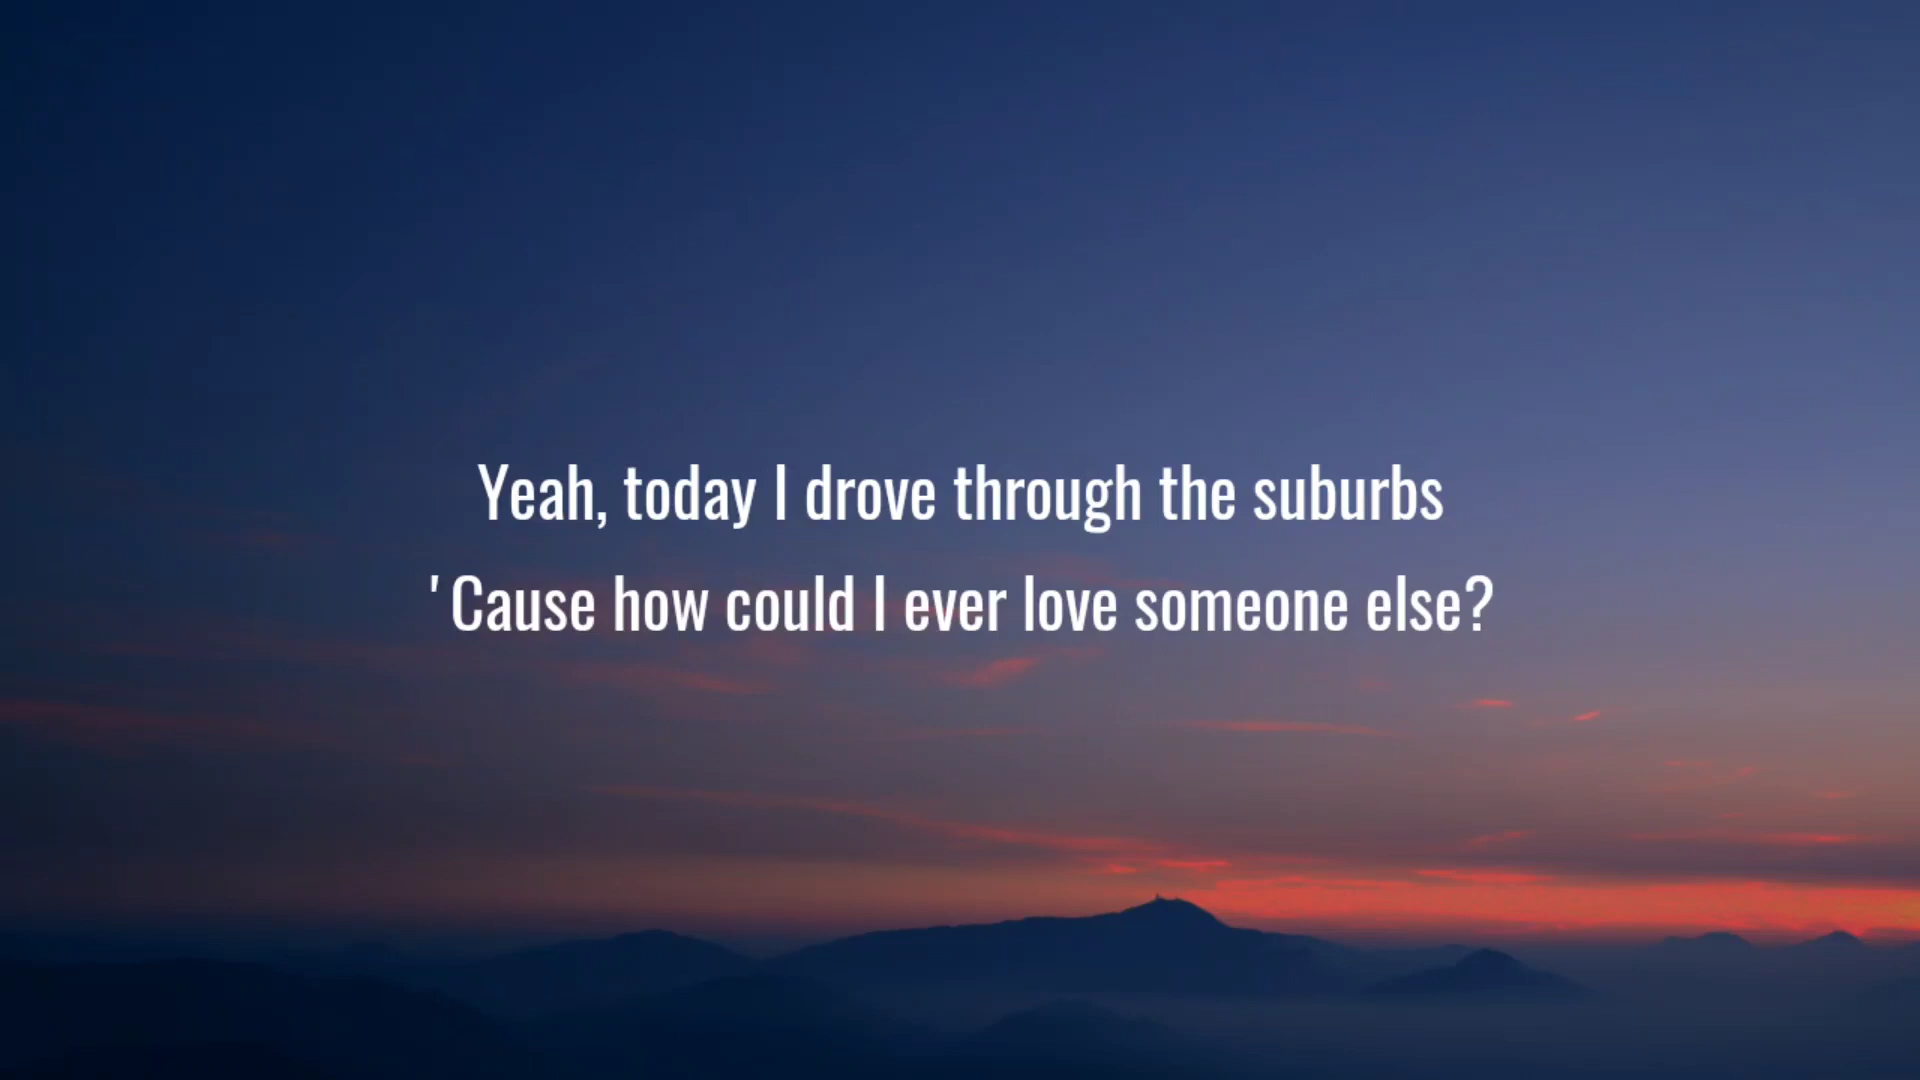 Yeah, today I drove through the suburbs
'Cause how could I ever love someone else?